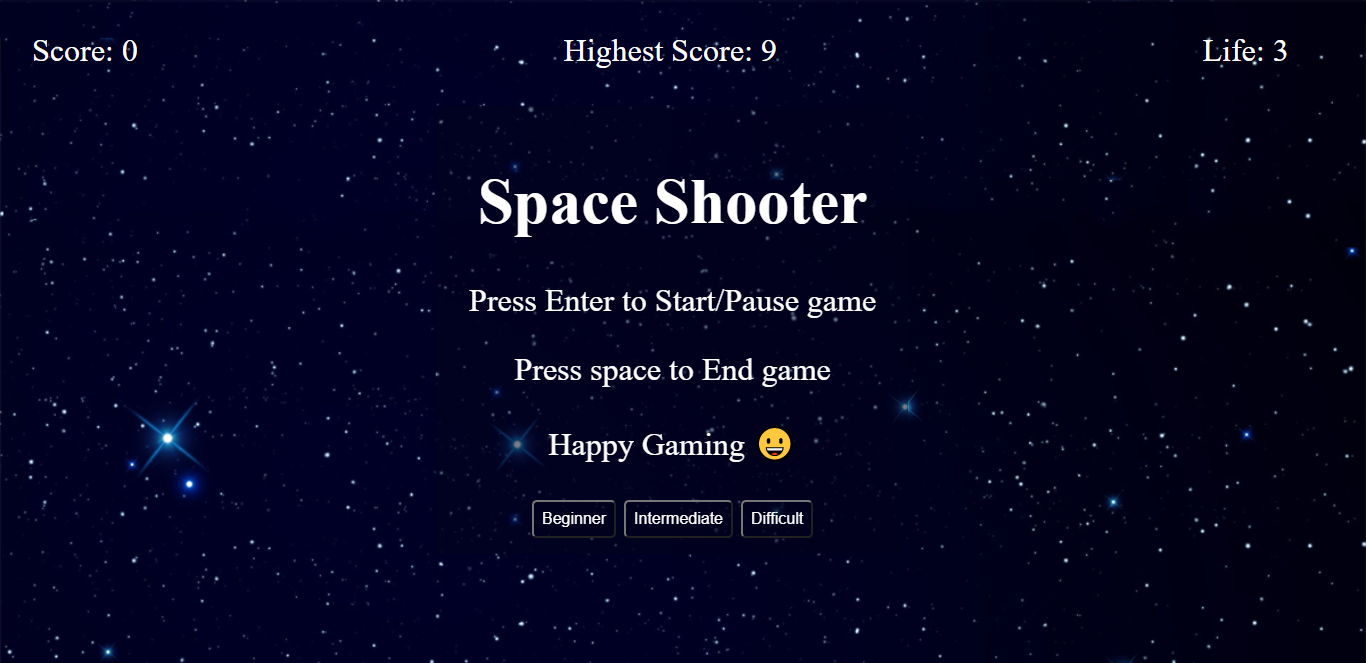 Score: 0 Highest Score: 9 Life: 3
Space Shooter
Press Enter to Start/Pause game
Press space to End game
Happy Gaming 😀
Beginner Intermediate Difficult